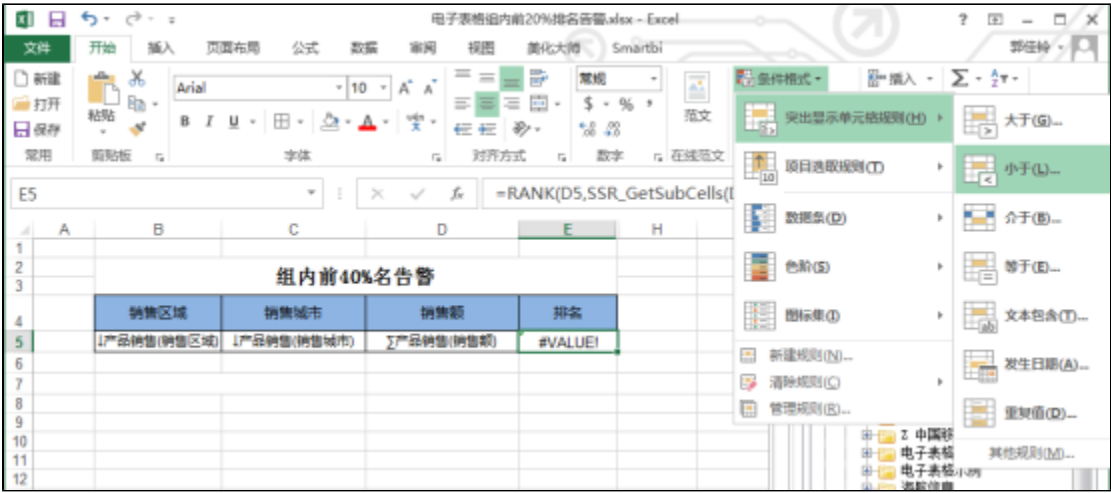 电子表格组内前20%排名告警.xlsx - Excel
文件 开始 插入 页面布局 公式 数据 审阅 视图 美化大师 Smartbi
新建 打开 保存 常用
粘贴 剪贴板
Arial 10
B I U
字体
对齐方式
常规
$ % ,
数字
范文
在线范文
条件格式
插入
突出显示单元格规则(H)
项目选取规则(T)
数据条(D)
色阶(S)
图标集(I)
新建规则(N)...
清除规则(C)
管理规则(R)...
大于(G)...
小于(L)...
介于(B)...
等于(E)...
文本包含(T)...
发生日期(A)...
重复值(D)...
其他规则(M)...
E5 fx =RANK(D5,SSR_GetSubCells(
A B C D E H
1
2 组内前40%名告警
3
4 销售区域 销售城市 销售额 排名
5 ↓产品销售(销售区域) ↓产品销售(销售城市) ∑产品销售(销售额) #VALUE!
6
7
8
9
10
11
12
Σ 中国移
电子表格
电子表格示例